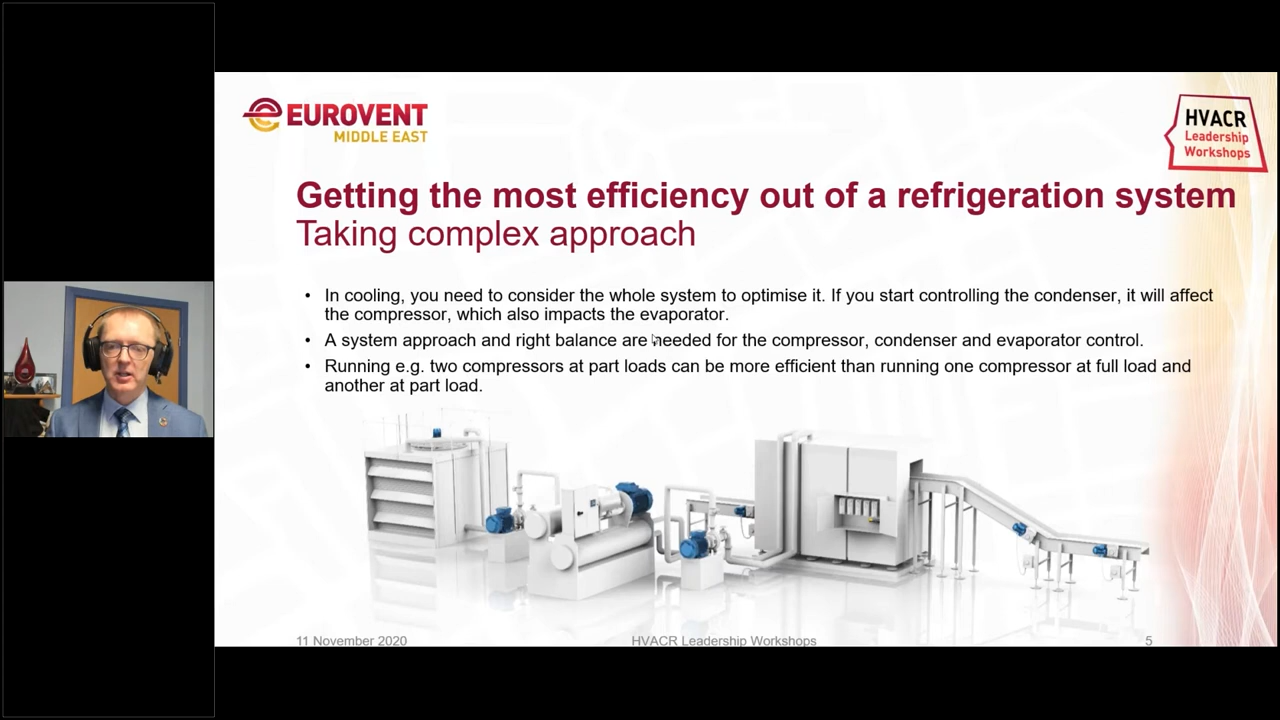 EUROVENT
MIDDLE EAST
HVACR
Leadership
Workshops
Getting the most efficiency out of a refrigeration system
Taking complex approach
• In cooling, you need to consider the whole system to optimise it. If you start controlling the condenser, it will affect
the compressor, which also impacts the evaporator.
• A system approach and right balance are needed for the compressor, condenser and evaporator control.
• Running e.g. two compressors at part loads can be more efficient than running one compressor at full load and
another at part load.
11 November 2020
HVACR Leadership Workshops
5